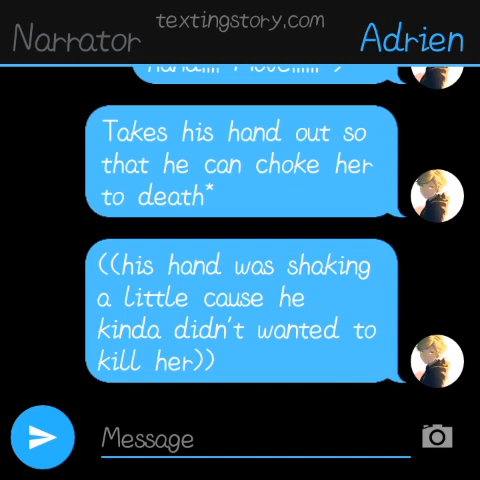 textingstory.com
Narrator
Adrien
Takes his hand out so
that he can choke her
to death*
((his hand was shaking
a little cause he
kinda didn't wanted to
kill her))
Message